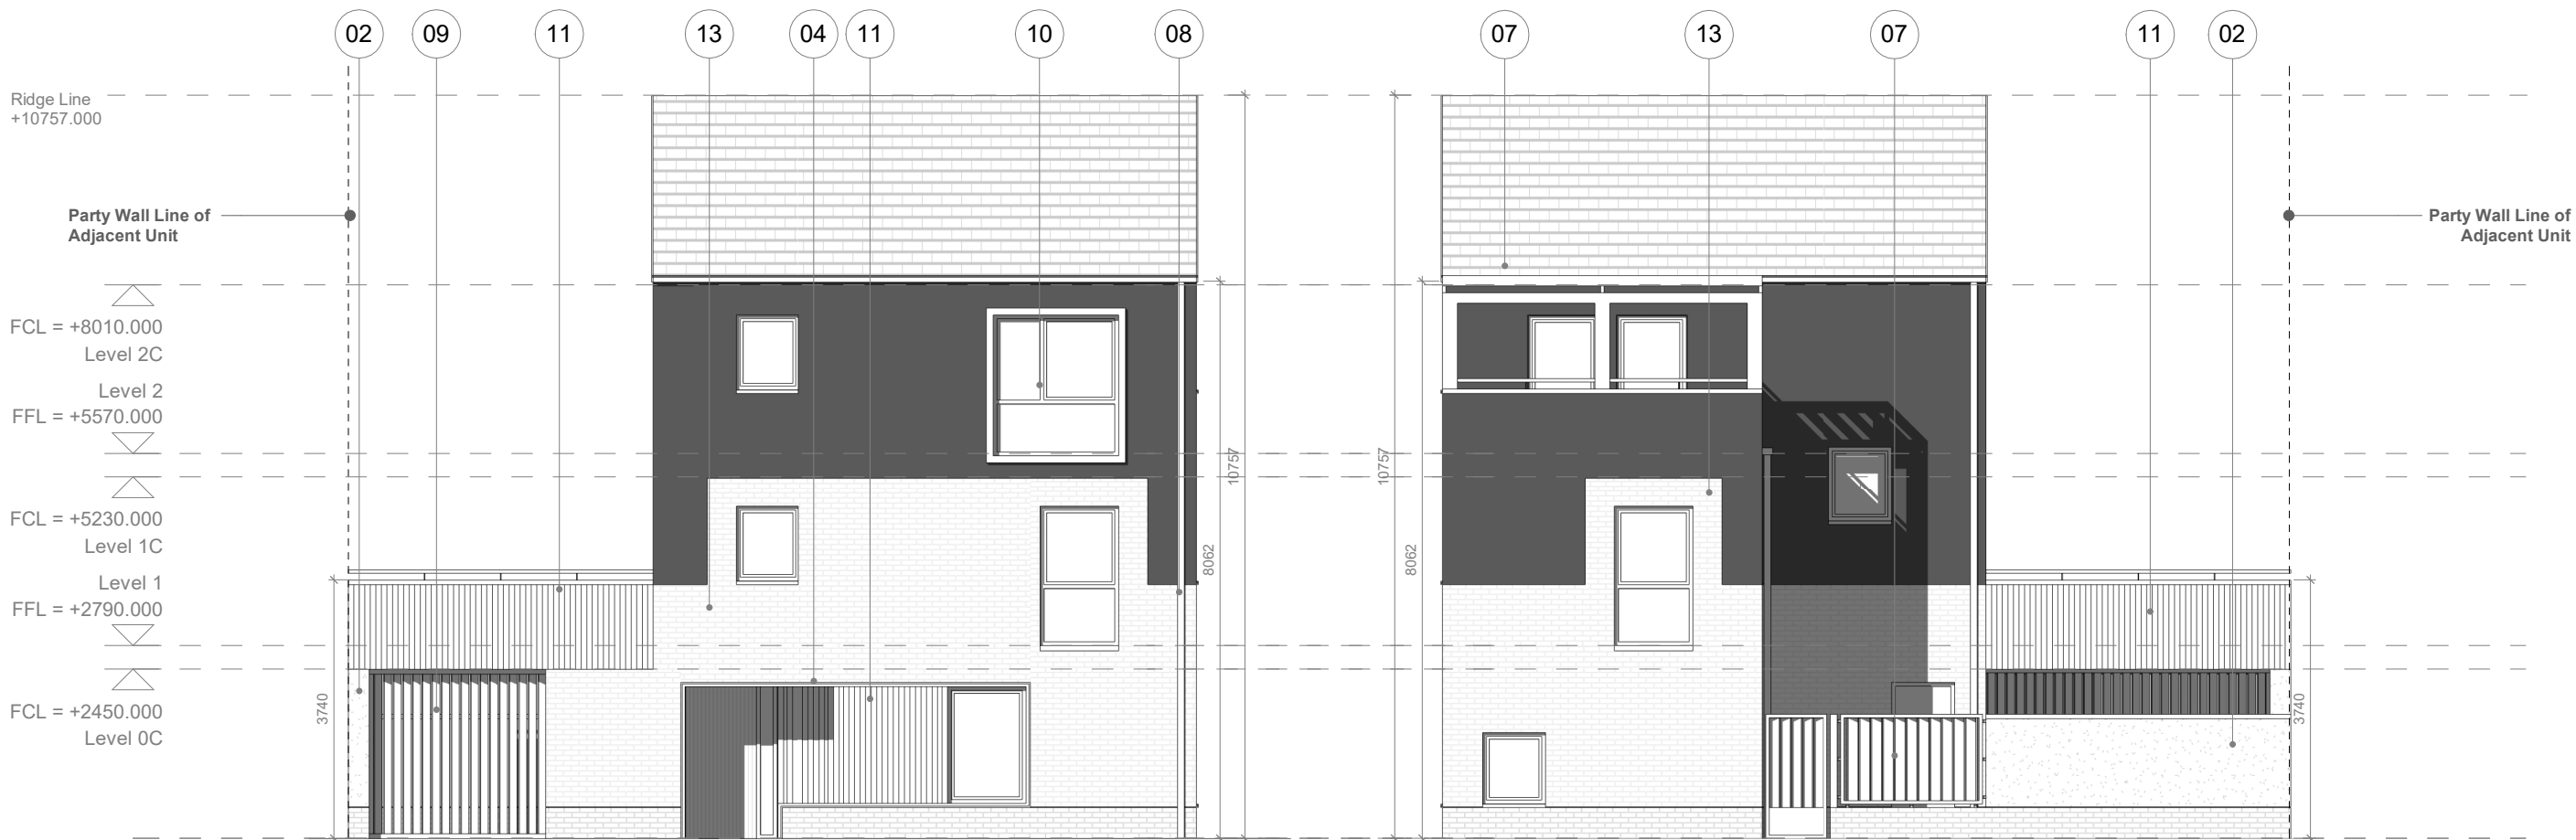 02 09 11 13 04 11 10 08 07 13 07 11 02
Ridge Line
+10757.000
Party Wall Line of
Adjacent Unit
Party Wall Line of
Adjacent Unit
FCL = +8010.000
Level 2C
Level 2
FFL = +5570.000
FCL = +5230.000
Level 1C
Level 1
FFL = +2790.000
FCL = +2450.000
Level 0C
3740
8062
10757
10757
8062
3740